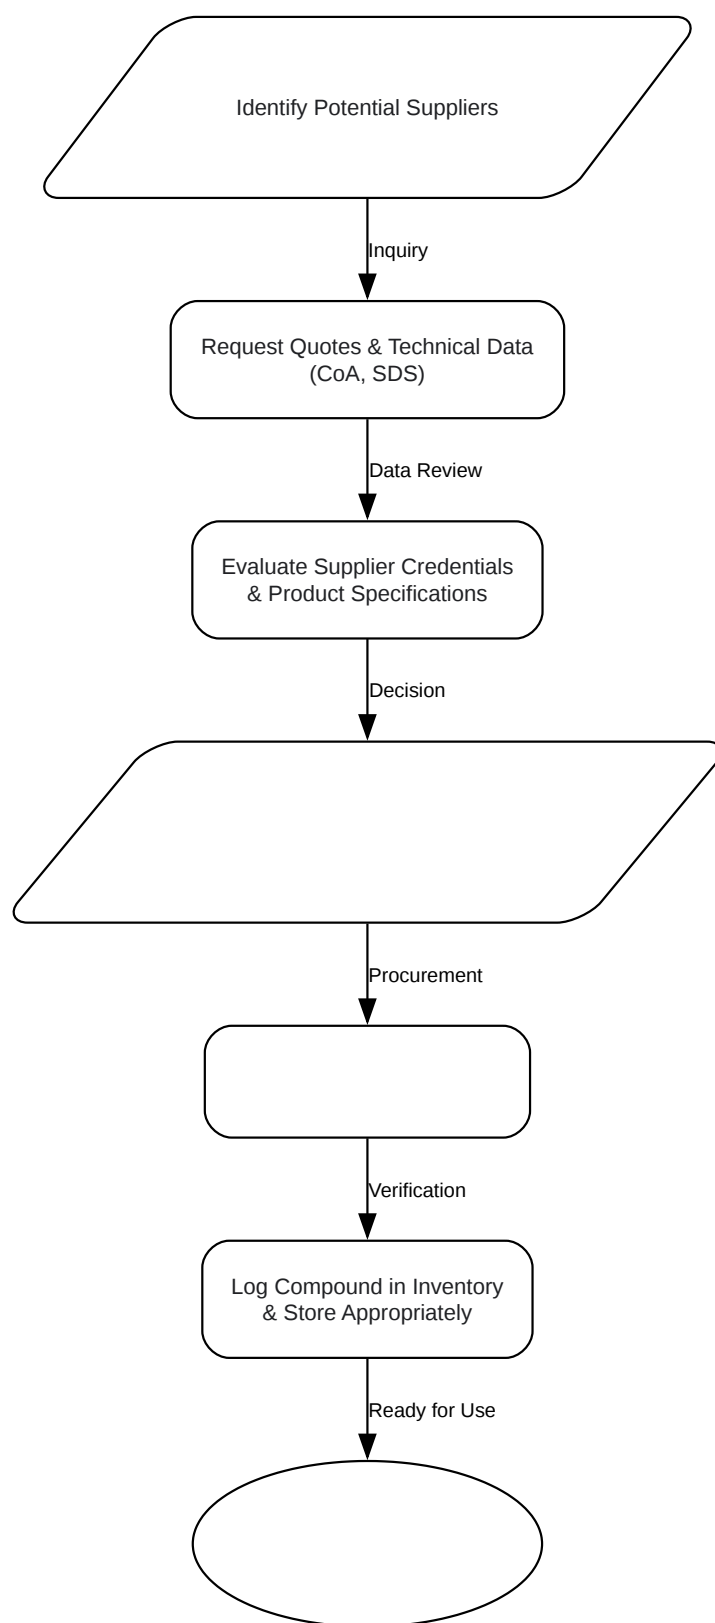 Identify Potential Suppliers
Inquiry
Request Quotes & Technical Data
(CoA, SDS)
Data Review
Evaluate Supplier Credentials
& Product Specifications
Decision
Procurement
Verification
Log Compound in Inventory
& Store Appropriately
Ready for Use